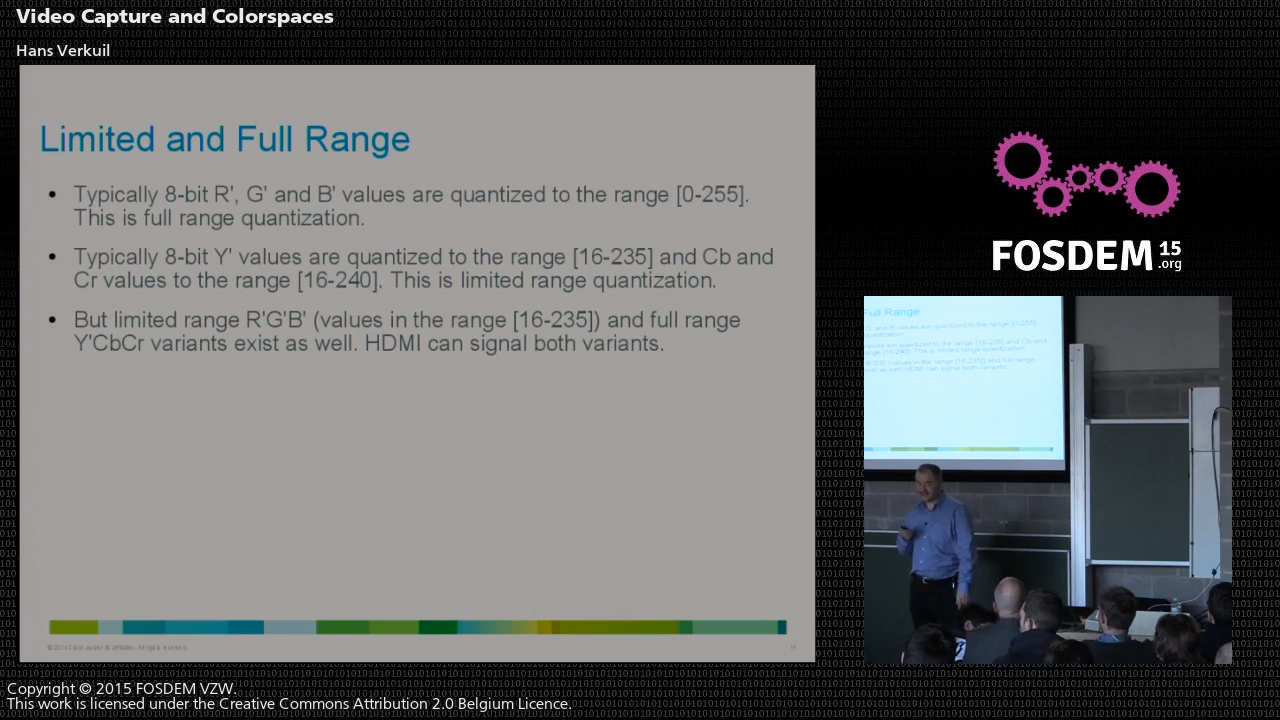 Video Capture and Colorspaces
Hans Verkuil
Limited and Full Range
• Typically 8-bit R', G' and B' values are quantized to the range [0-255].
This is full range quantization.
• Typically 8-bit Y' values are quantized to the range [16-235] and Cb and
Cr values to the range [16-240]. This is limited range quantization.
• But limited range R'G'B' (values in the range [16-235]) and full range
Y'CbCr variants exist as well. HDMI can signal both variants.
FOSDEM 15
.org
Full Range
Copyright © 2015 FOSDEM VZW.
This work is licensed under the Creative Commons Attribution 2.0 Belgium Licence.